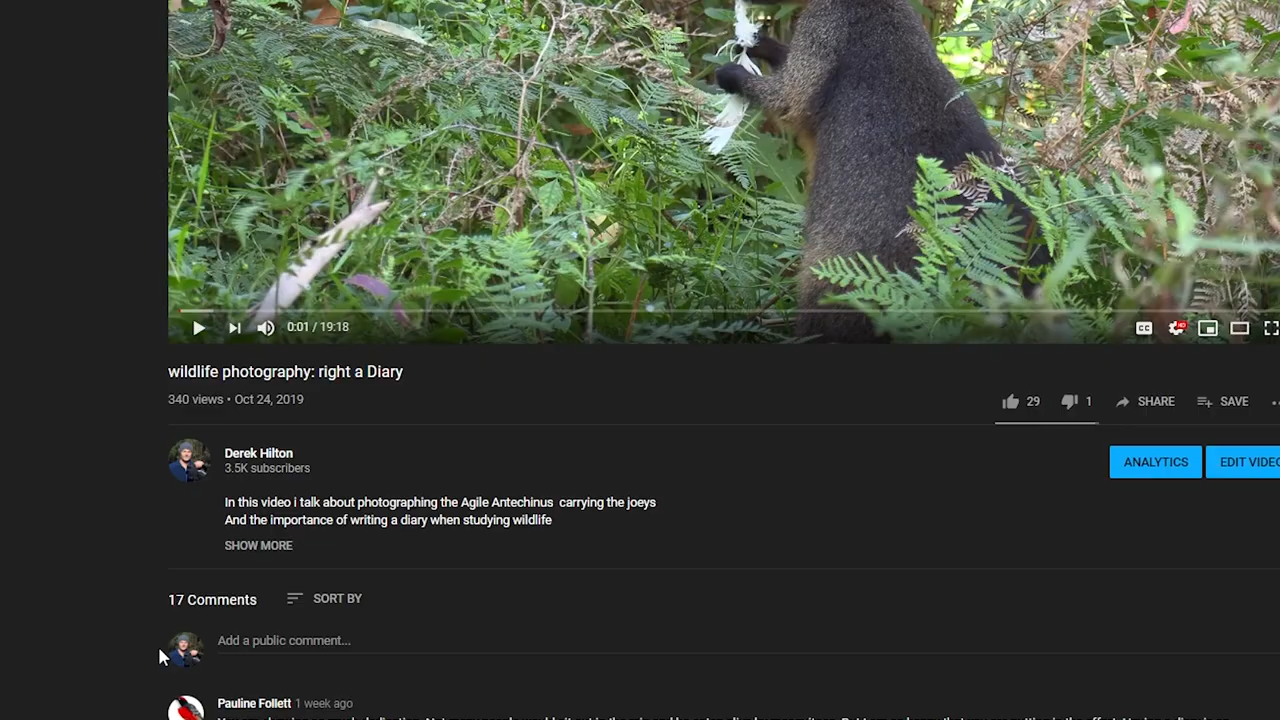 0:01 / 19:18
CC
HD
wildlife photography: right a Diary
340 views • Oct 24, 2019
29
1
SHARE
SAVE
Derek Hilton
3.5K subscribers
ANALYTICS
EDIT VIDEO
In this video i talk about photographing the Agile Antechinus carrying the joeys
And the importance of writing a diary when studying wildlife
SHOW MORE
17 Comments
SORT BY
Add a public comment...
Pauline Follett 1 week ago